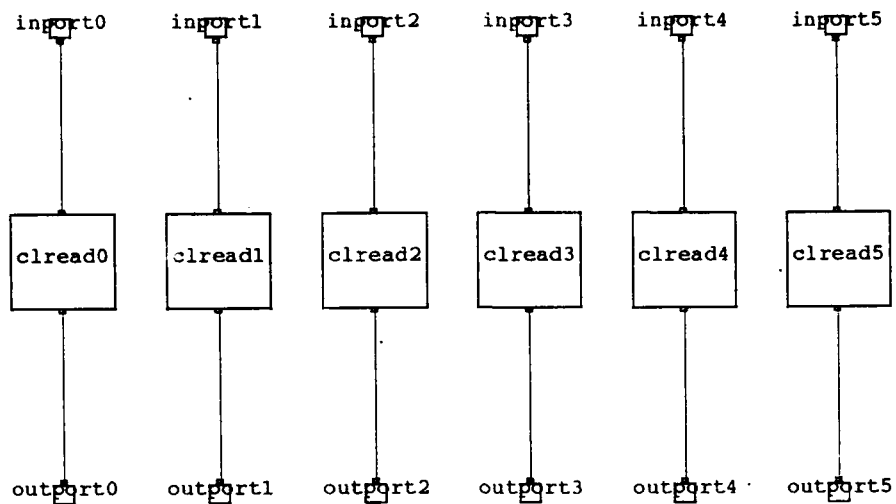 inport0 inport1 inport2 inport3 inport4 inport5
clread0 clread1 clread2 clread3 clread4 clread5
outport0 outport1 outport2 outport3 outport4 outport5